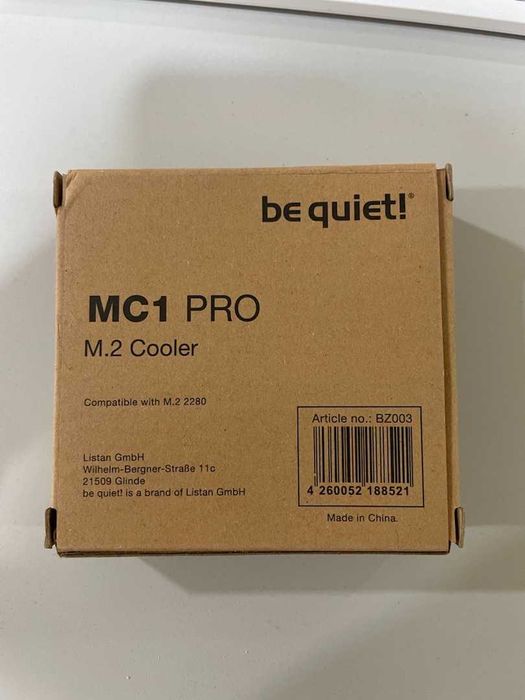 be quiet!®
MC1 PRO
M.2 Cooler
Compatible with M.2 2280
Article no.: BZ003
4 260052 188521
Made in China.
Listan GmbH
Wilhelm-Bergner-Straße 11c
21509 Glinde
be quiet! is a brand of Listan GmbH